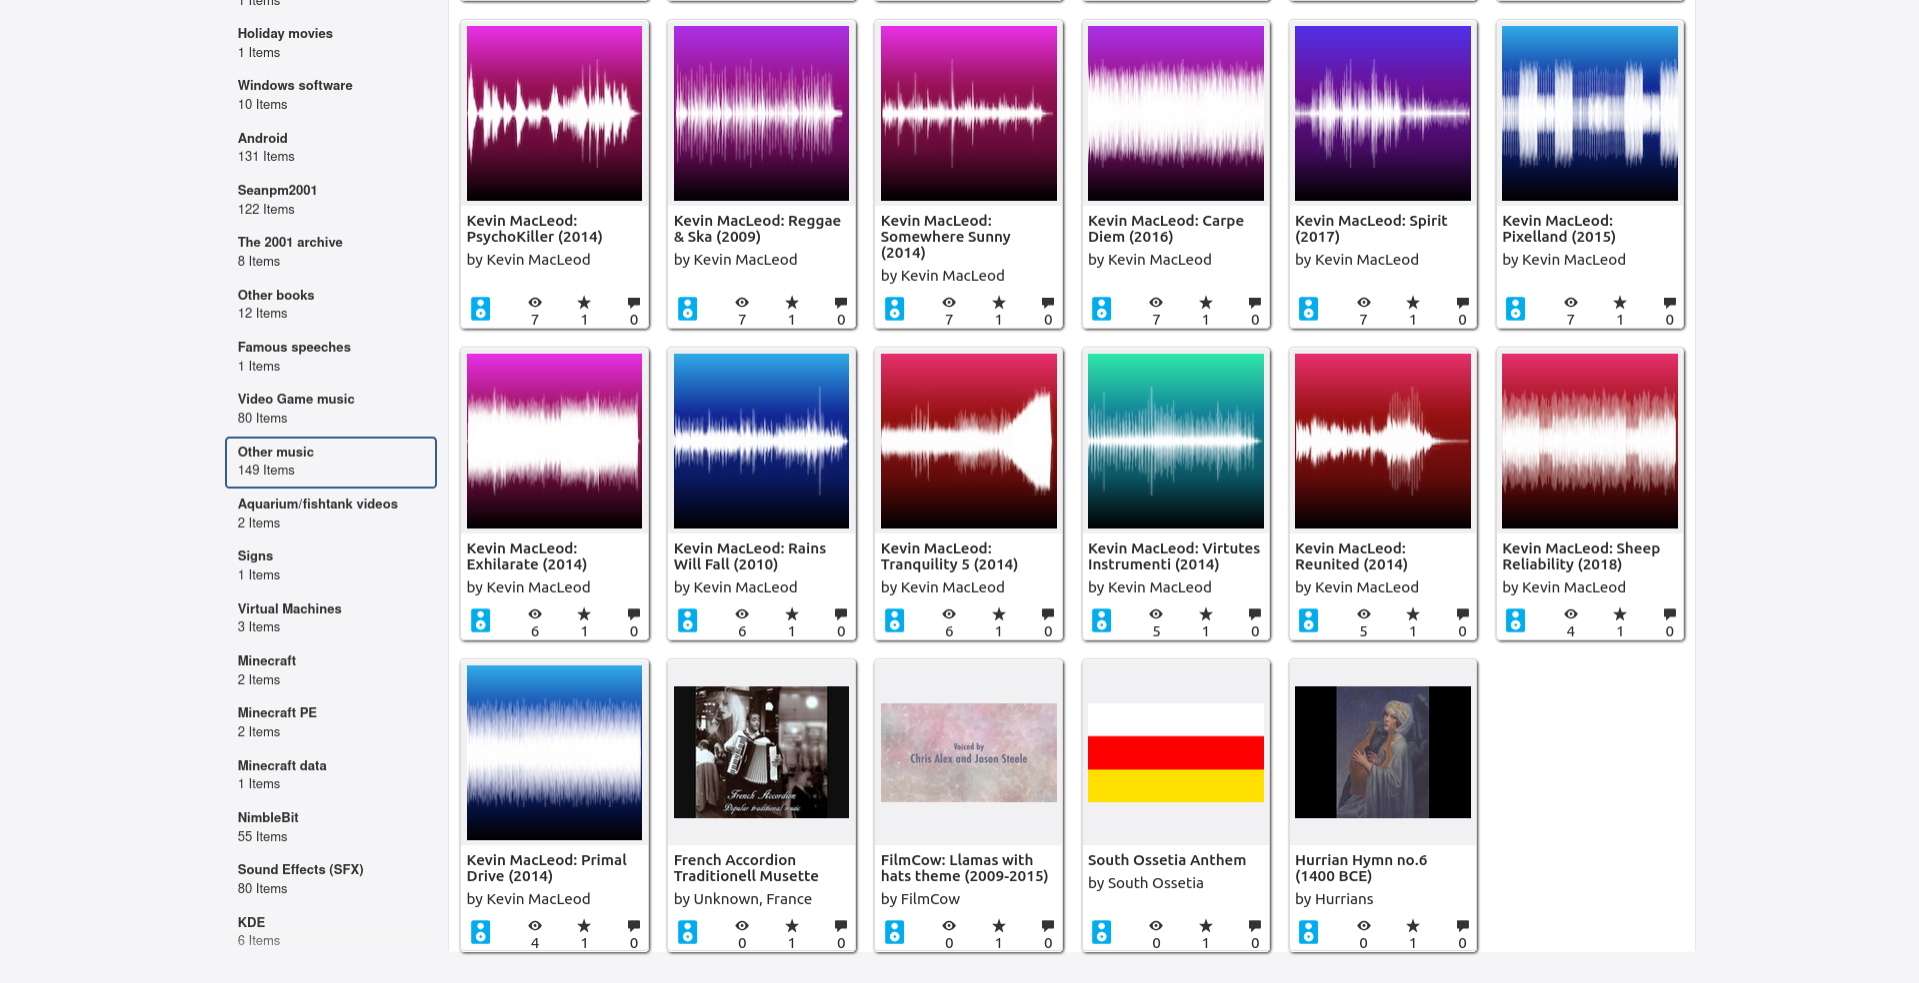 1 Items
Holiday movies
1 Items
Windows software
10 Items
Android
131 Items
Seanpm2001
122 Items
The 2001 archive
8 Items
Other books
12 Items
Famous speeches
1 Items
Video Game music
80 Items
Other music
149 Items
Aquarium/fishtank videos
2 Items
Signs
1 Items
Virtual Machines
3 Items
Minecraft
2 Items
Minecraft PE
2 Items
Minecraft data
1 Items
NimbleBit
55 Items
Sound Effects (SFX)
80 Items
KDE
6 Items
Kevin MacLeod:
PsychoKiller (2014)
by Kevin MacLeod
7 1 0
Kevin MacLeod: Reggae
& Ska (2009)
by Kevin MacLeod
7 1 0
Kevin MacLeod:
Somewhere Sunny
(2014)
by Kevin MacLeod
7 1 0
Kevin MacLeod: Carpe
Diem (2016)
by Kevin MacLeod
7 1 0
Kevin MacLeod: Spirit
(2017)
by Kevin MacLeod
7 1 0
Kevin MacLeod:
Pixelland (2015)
by Kevin MacLeod
7 1 0
Kevin MacLeod:
Exhilarate (2014)
by Kevin MacLeod
6 1 0
Kevin MacLeod: Rains
Will Fall (2010)
by Kevin MacLeod
6 1 0
Kevin MacLeod:
Tranquility 5 (2014)
by Kevin MacLeod
6 1 0
Kevin MacLeod: Virtutes
Instrumenti (2014)
by Kevin MacLeod
5 1 0
Kevin MacLeod:
Reunited (2014)
by Kevin MacLeod
5 1 0
Kevin MacLeod: Sheep
Reliability (2018)
by Kevin MacLeod
4 1 0
Kevin MacLeod: Primal
Drive (2014)
by Kevin MacLeod
4 1 0
French Accordion
Popular traditional music
French Accordion
Traditionell Musette
by Unknown, France
0 1 0
Voiced by
Chris Alex and Jason Steele
FilmCow: Llamas with
hats theme (2009-2015)
by FilmCow
0 1 0
South Ossetia Anthem
by South Ossetia
0 1 0
Hurrian Hymn no.6
(1400 BCE)
by Hurrians
0 1 0